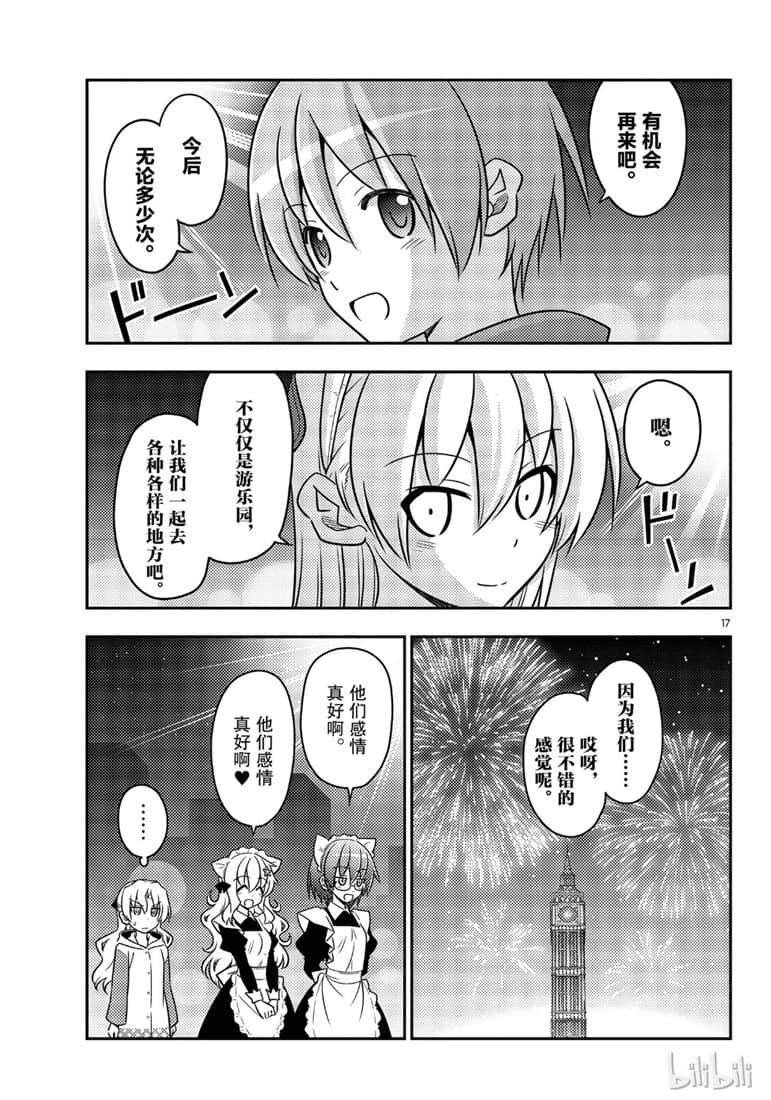 有机会
再来吧。
今后
无论多少次。
ドーン
嗯。
不仅仅是游乐园，
让我们一起去
各种各样的地方吧。
ドーン
17
因为我们……
哎呀，
很不错的
感觉呢。
他们感情
真好啊。
他们感情
真好啊♥
……
bilibili